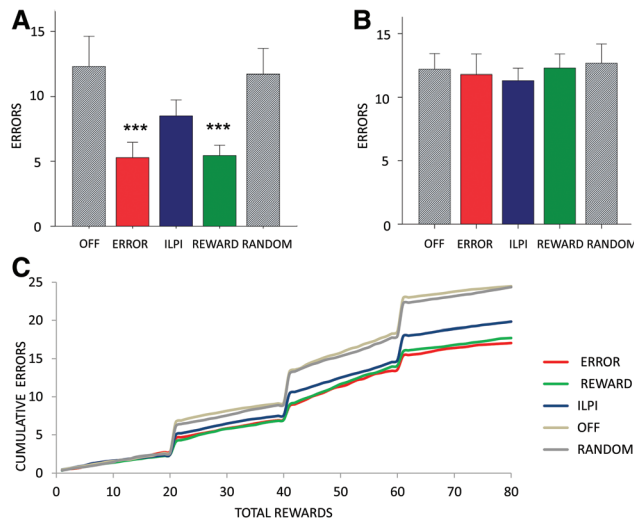 A
15
10
5
0
ERRORS
***
***
OFF ERROR ILPI REWARD RANDOM
B
15
10
5
0
ERRORS
OFF ERROR ILPI REWARD RANDOM
C
25
20
15
10
5
0
CUMULATIVE ERRORS
0 10 20 30 40 50 60 70 80
TOTAL REWARDS
ERROR
REWARD
ILPI
OFF
RANDOM